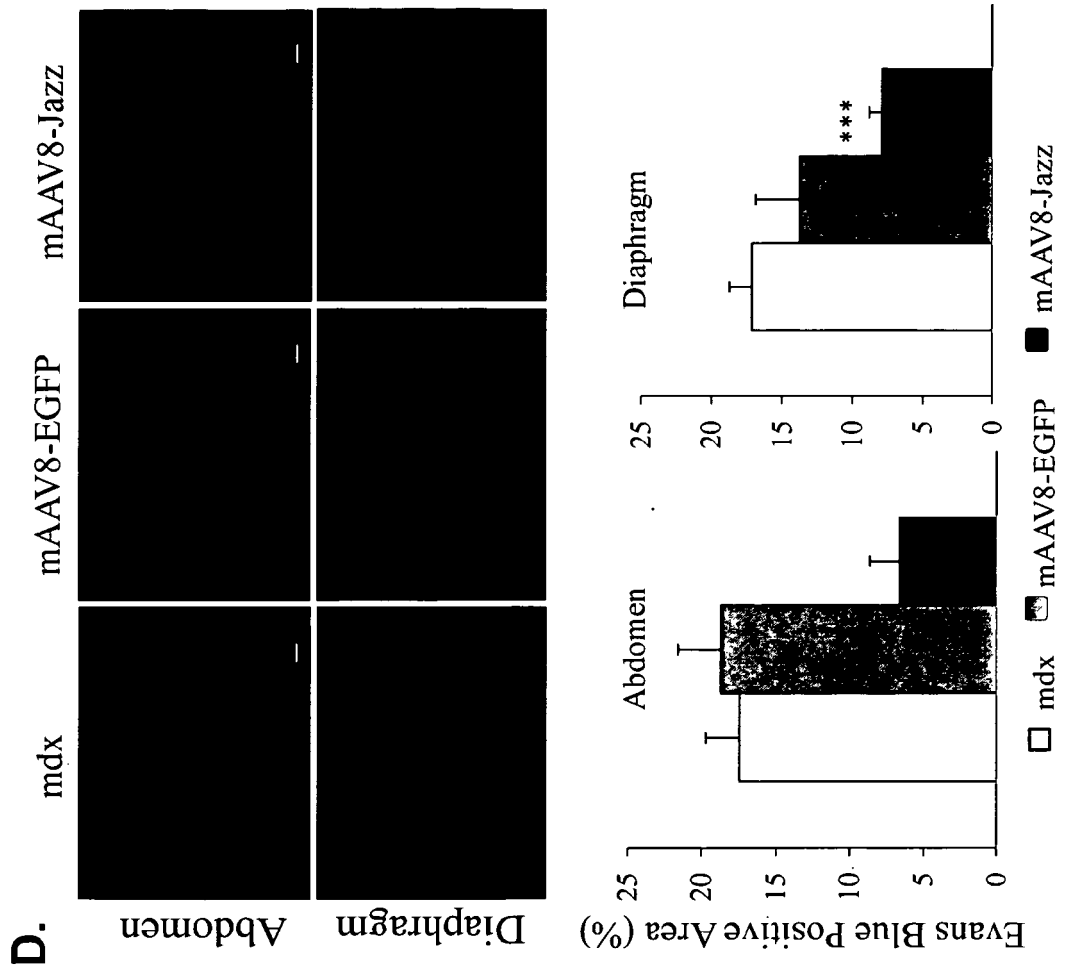 D.
mdx
mAAV8-EGFP
mAAV8-Jazz
Abdomen
Diaphragm
Evans Blue Positive Area (%)
Abdomen
25
20
15
10
5
0
Diaphragm
***
25
20
15
10
5
0
mdx
mAAV8-EGFP
mAAV8-Jazz